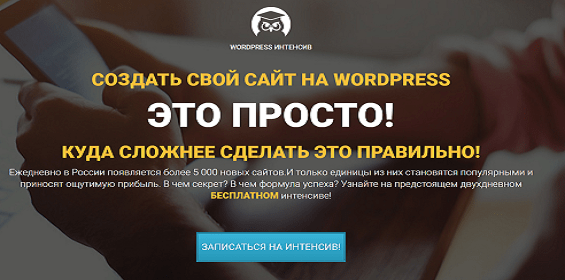 WORDPRESS ИНТЕНСИВ
СОЗДАТЬ СВОЙ САЙТ НА WORDPRESS
ЭТО ПРОСТО!
КУДА СЛОЖНЕЕ СДЕЛАТЬ ЭТО ПРАВИЛЬНО!
Ежедневно в России появляется более 5 000 новых сайтов.И только единицы из них становятся популярными и
приносят ощутимую прибыль. В чем секрет? В чем формула успеха? Узнайте на предстоящем двухдневном
БЕСПЛАТНОМ интенсиве!
ЗАПИСАТЬСЯ НА ИНТЕНСИВ!